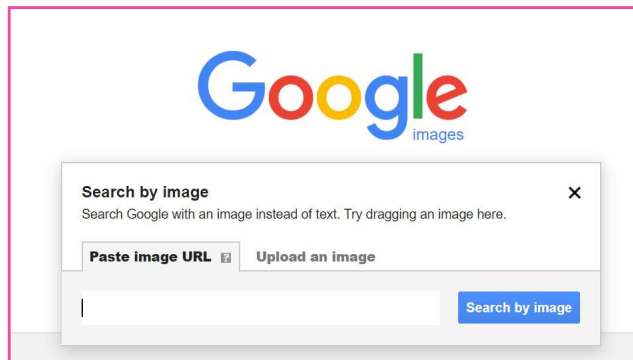 Google
images
Search by image
Search Google with an image instead of text. Try dragging an image here.
Paste image URL ? Upload an image
Search by image